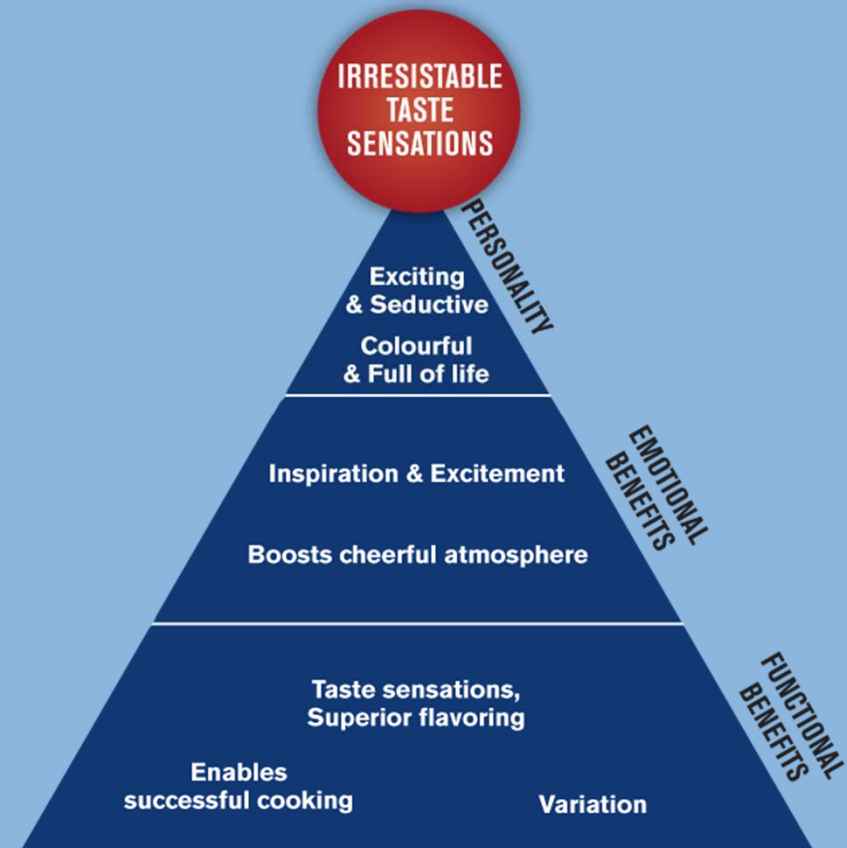 IRRESISTABLE
TASTE
SENSATIONS
PERSONALITY
Exciting
& Seductive
Colourful
& Full of life
EMOTIONAL
BENEFITS
Inspiration & Excitement
Boosts cheerful atmosphere
FUNCTIONAL
BENEFITS
Taste sensations,
Superior flavoring
Enables
successful cooking
Variation